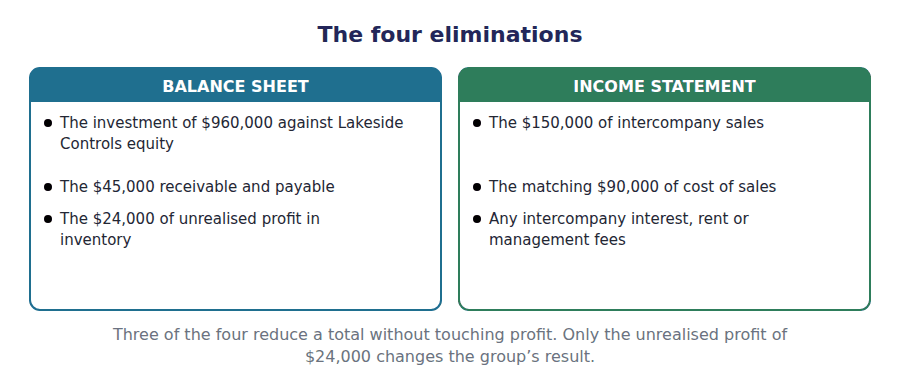 The four eliminations
BALANCE SHEET
The investment of $960,000 against Lakeside
Controls equity
The $45,000 receivable and payable
The $24,000 of unrealised profit in
inventory
INCOME STATEMENT
The $150,000 of intercompany sales
The matching $90,000 of cost of sales
Any intercompany interest, rent or
management fees
Three of the four reduce a total without touching profit. Only the unrealised profit of
$24,000 changes the group’s result.